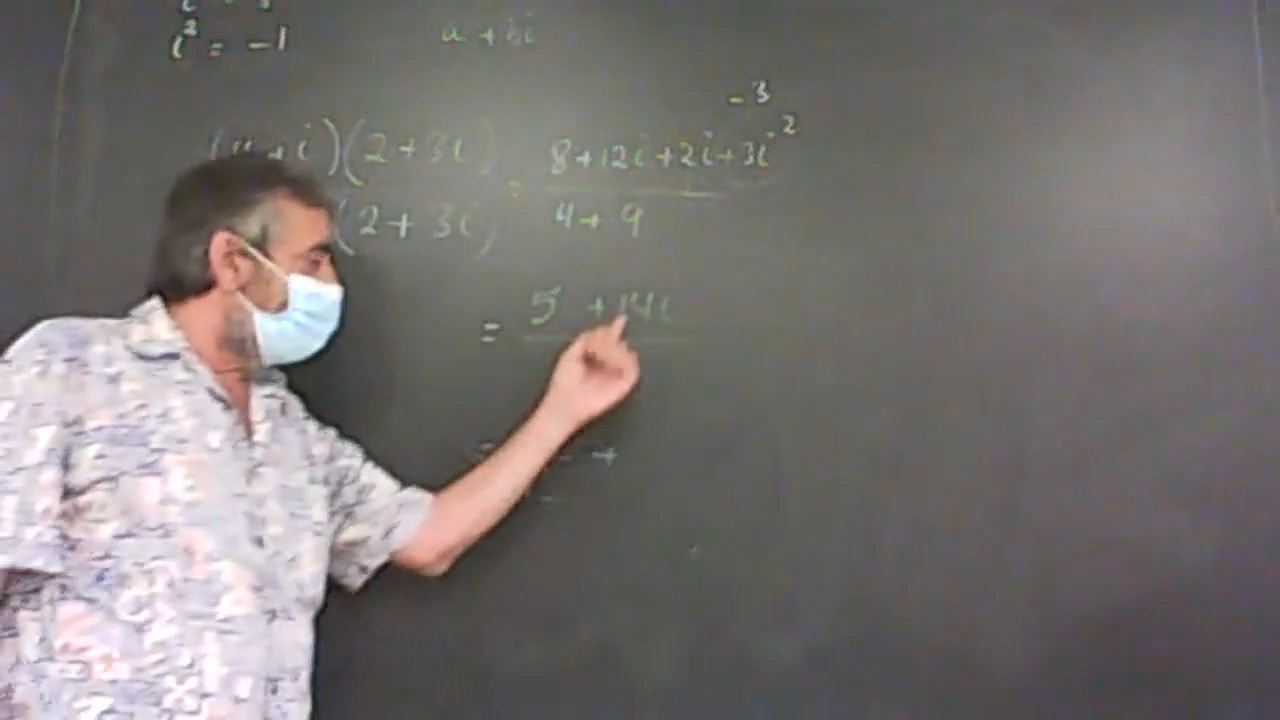 i² = -1
a + bi
-3
(4+i)(2+3i) = 8+12i+2i+3i²
(2+3i) 4+9
= 5 +14i
= +